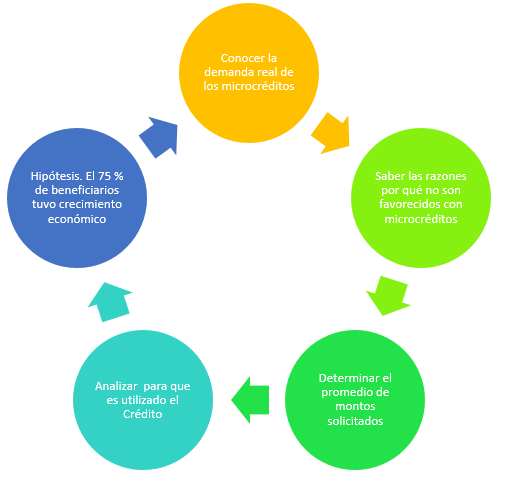 Conocer la
demanda real de
los microcréditos
Saber las razones
por qué no son
favorecidos con
microcréditos
Determinar el
promedio de
montos
solicitados
Analizar para que
es utilizado el
Crédito
Hipótesis. El 75 %
de beneficiarios
tuvo crecimiento
económico